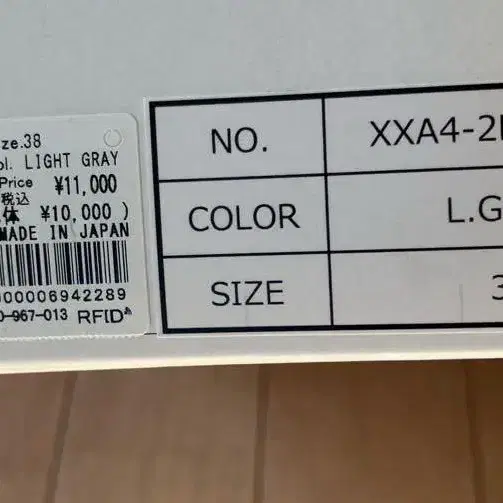 ze.38
ol. LIGHT GRAY
Price ¥11,000
税込
体 ¥10,000 )
MADE IN JAPAN
00006942289
0-967-013 RFID
NO. XXA4-2
COLOR L.G
SIZE 3